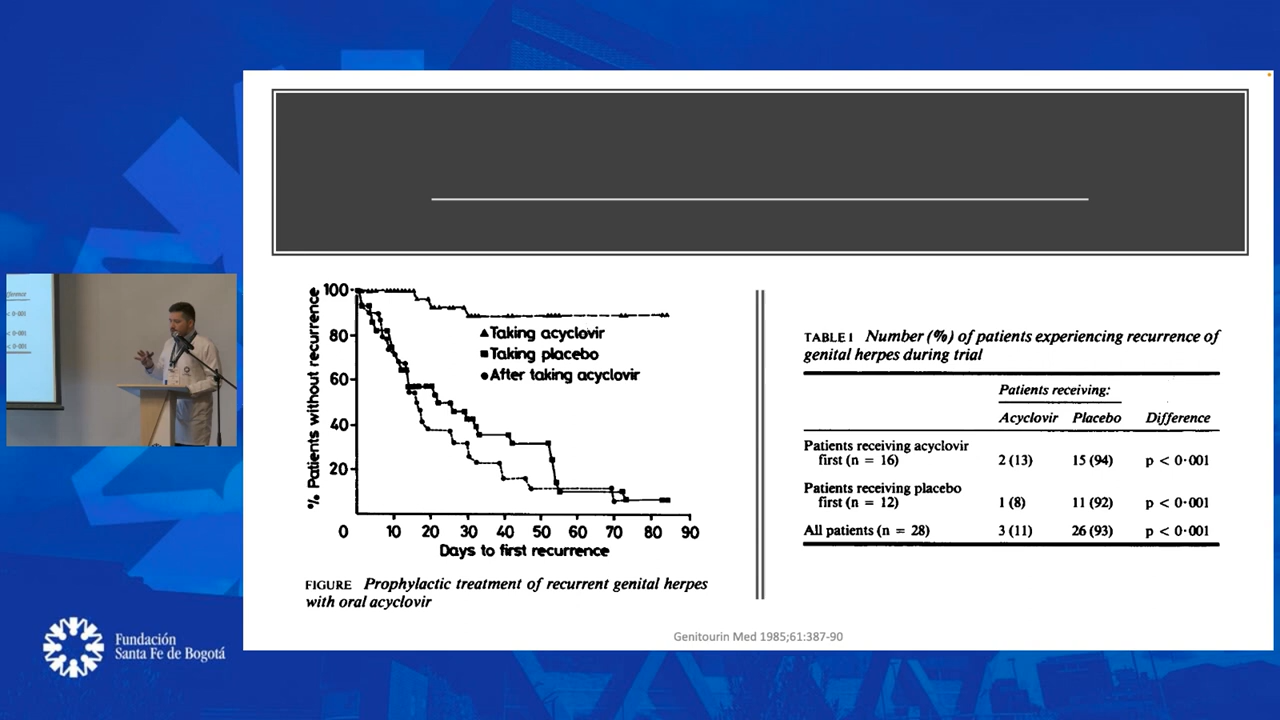 100
80
60
40
20
0
10
20
30
40
50
60
70
80
90
% Patients without recurrence
Taking acyclovir
Taking placebo
After taking acyclovir
Days to first recurrence
FIGURE Prophylactic treatment of recurrent genital herpes
with oral acyclovir
TABLE I Number (%) of patients experiencing recurrence of
genital herpes during trial
Patients receiving:
Acyclovir Placebo Difference
Patients receiving acyclovir
first (n = 16) 2 (13) 15 (94) p < 0·001
Patients receiving placebo
first (n = 12) 1 (8) 11 (92) p < 0·001
All patients (n = 28) 3 (11) 26 (93) p < 0·001
Genitourin Med 1985;61:387-90
Fundación
Santa Fe de Bogotá